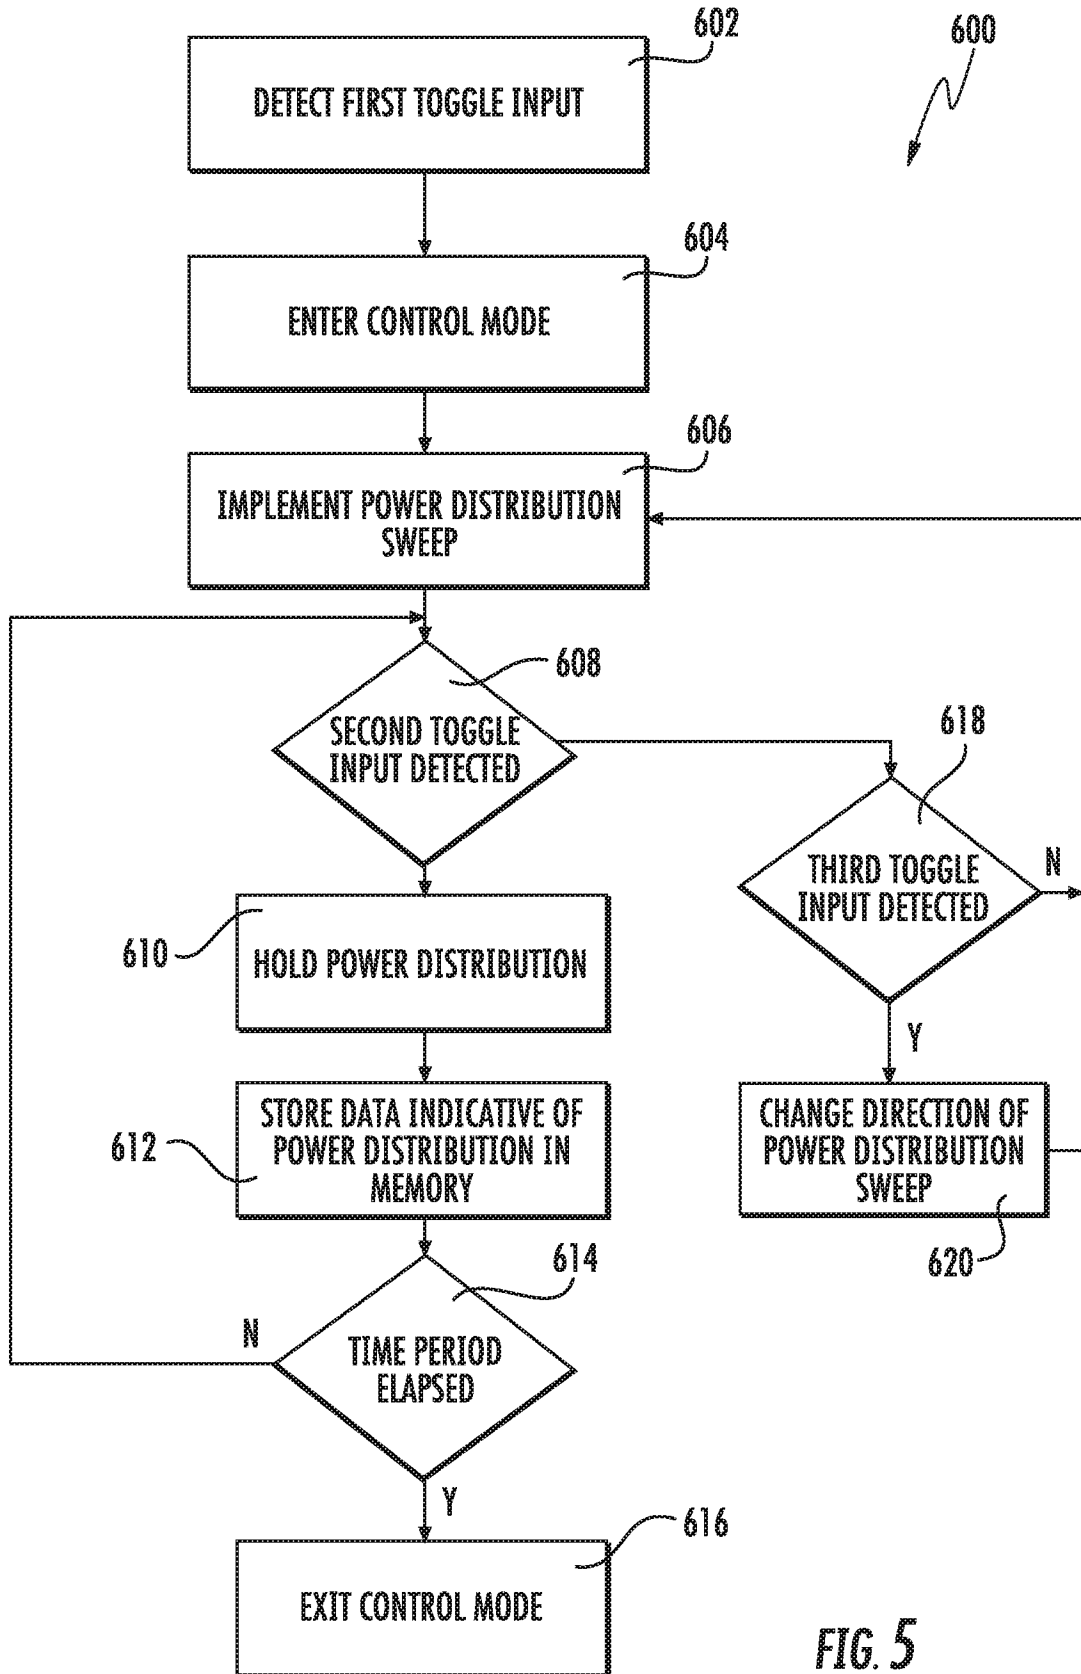 602
600
DETECT FIRST TOGGLE INPUT
604
ENTER CONTROL MODE
606
IMPLEMENT POWER DISTRIBUTION
SWEEP
608
SECOND TOGGLE
INPUT DETECTED
618
THIRD TOGGLE
INPUT DETECTED
N
610
HOLD POWER DISTRIBUTION
Y
612
STORE DATA INDICATIVE OF
POWER DISTRIBUTION IN
MEMORY
CHANGE DIRECTION OF
POWER DISTRIBUTION
SWEEP
620
614
N
TIME PERIOD
ELAPSED
Y
616
EXIT CONTROL MODE
FIG. 5